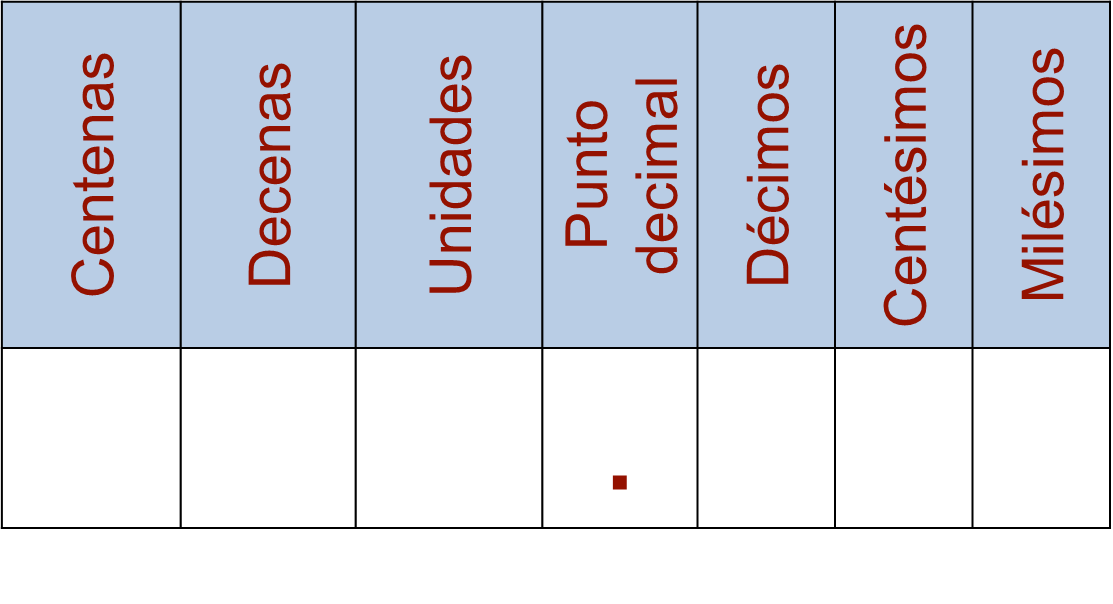 Centenas
Decenas
Unidades
Punto
decimal
Décimos
Centésimos
Milésimos
.